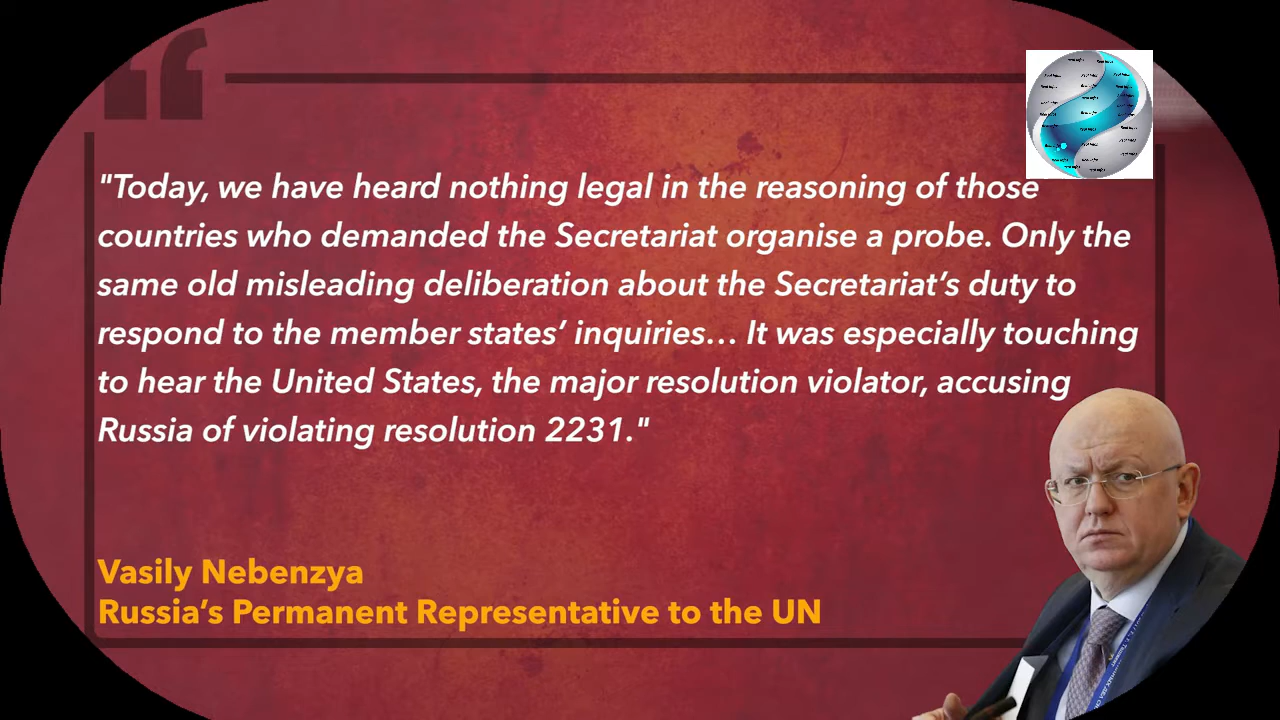 "Today, we have heard nothing legal in the reasoning of those
countries who demanded the Secretariat organise a probe. Only the
same old misleading deliberation about the Secretariat’s duty to
respond to the member states’ inquiries… It was especially touching
to hear the United States, the major resolution violator, accusing
Russia of violating resolution 2231."
Vasily Nebenzya
Russia’s Permanent Representative to the UN